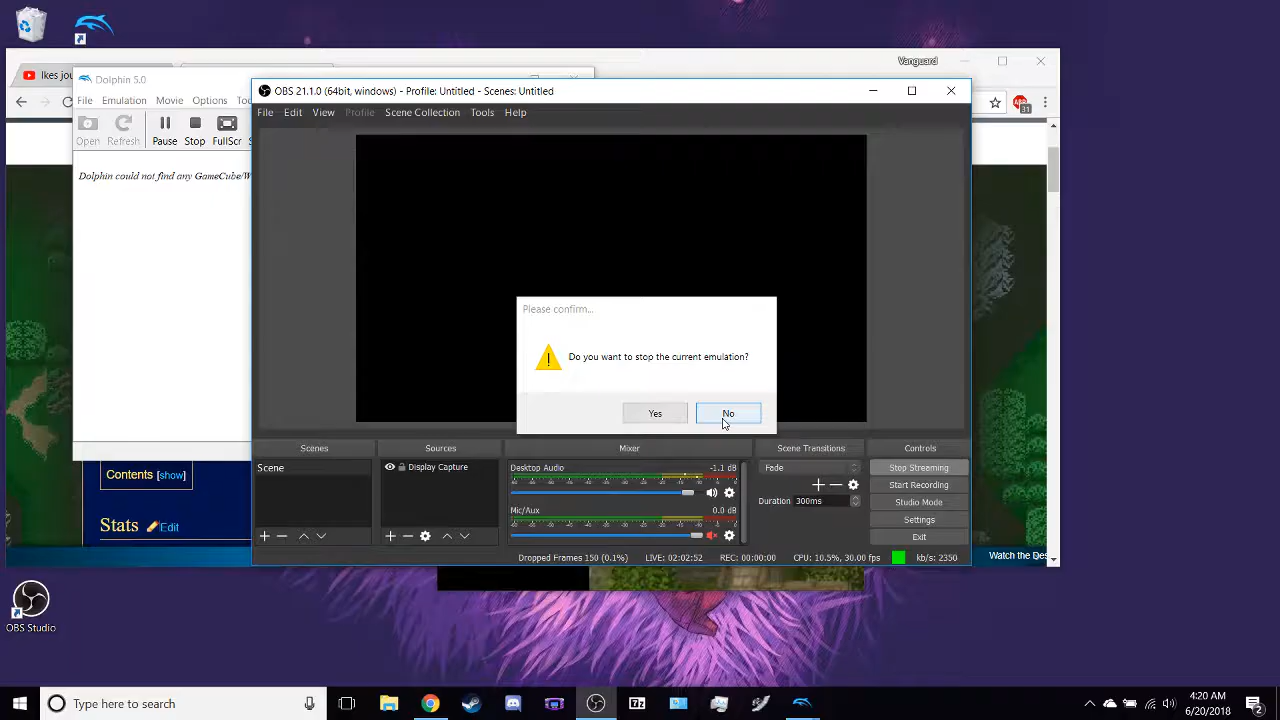 Vanguard
Ikes jou
Dolphin 5.0
File Emulation Movie Options
Open Refresh Pause Stop FullScr
Dolphin could not find any GameCube/W
31
OBS 21.1.0 (64bit, windows) - Profile: Untitled - Scenes: Untitled
File Edit View Profile Scene Collection Tools Help
Please confirm...
Do you want to stop the current emulation?
Yes No
Scenes Sources Mixer Scene Transitions Controls
Scene
Display Capture
Desktop Audio -1.1 dB
Mic/Aux 0.0 dB
Fade
Duration 300ms
Stop Streaming
Start Recording
Studio Mode
Settings
Exit
Dropped Frames 150 (0.1%) LIVE: 02:02:52 REC: 00:00:00 CPU: 10.5%, 30.00 fps kb/s: 2350
Contents [show]
Stats Edit
Watch the Des
OBS Studio
Type here to search
4:20 AM
6/20/2018
2